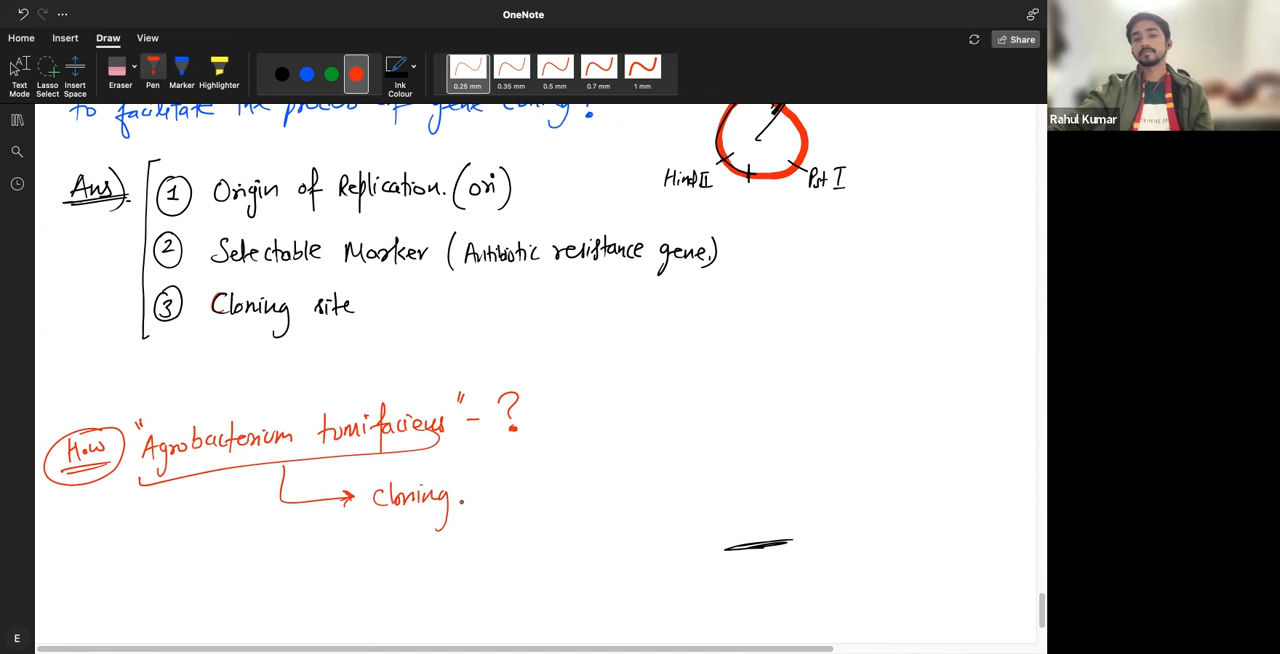 OneNote
Home Insert Draw View
Share
Text Mode
Lasso Select
Insert Space
Eraser
Pen
Marker
Highlighter
Ink Colour
0.25 mm
0.35 mm
0.5 mm
0.7 mm
1 mm
Rahul Kumar
to facilitate the process of gene
Hind II
Pst I
Ans)
① Origin of Replication. (ori)
② Selectable Marker (Antibiotic resistance gene)
③ Cloning site
H.w "Agrobacterium tumifaciens" - ?
cloning.
E